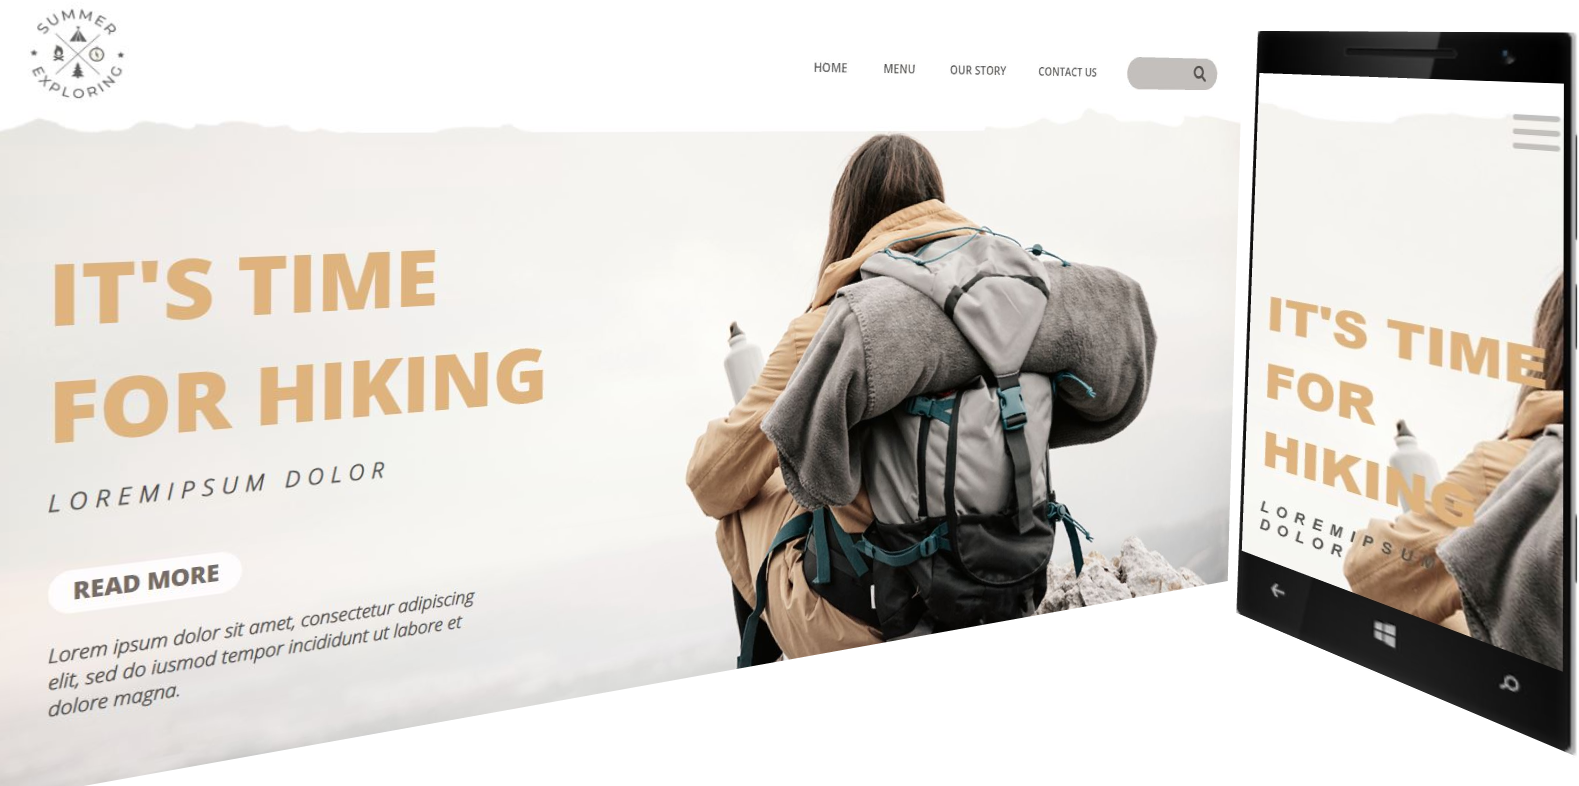 SUMMER
EXPLORING
HOME MENU OUR STORY CONTACT US
IT'S TIME
FOR HIKING
LOREMIPSUM DOLOR
READ MORE
Lorem ipsum dolor sit amet, consectetur adipiscing
elit, sed do iusmod tempor incididunt ut labore et
dolore magna.
IT'S TIME
FOR
HIKING
LOREMIPSUM
DOLOR